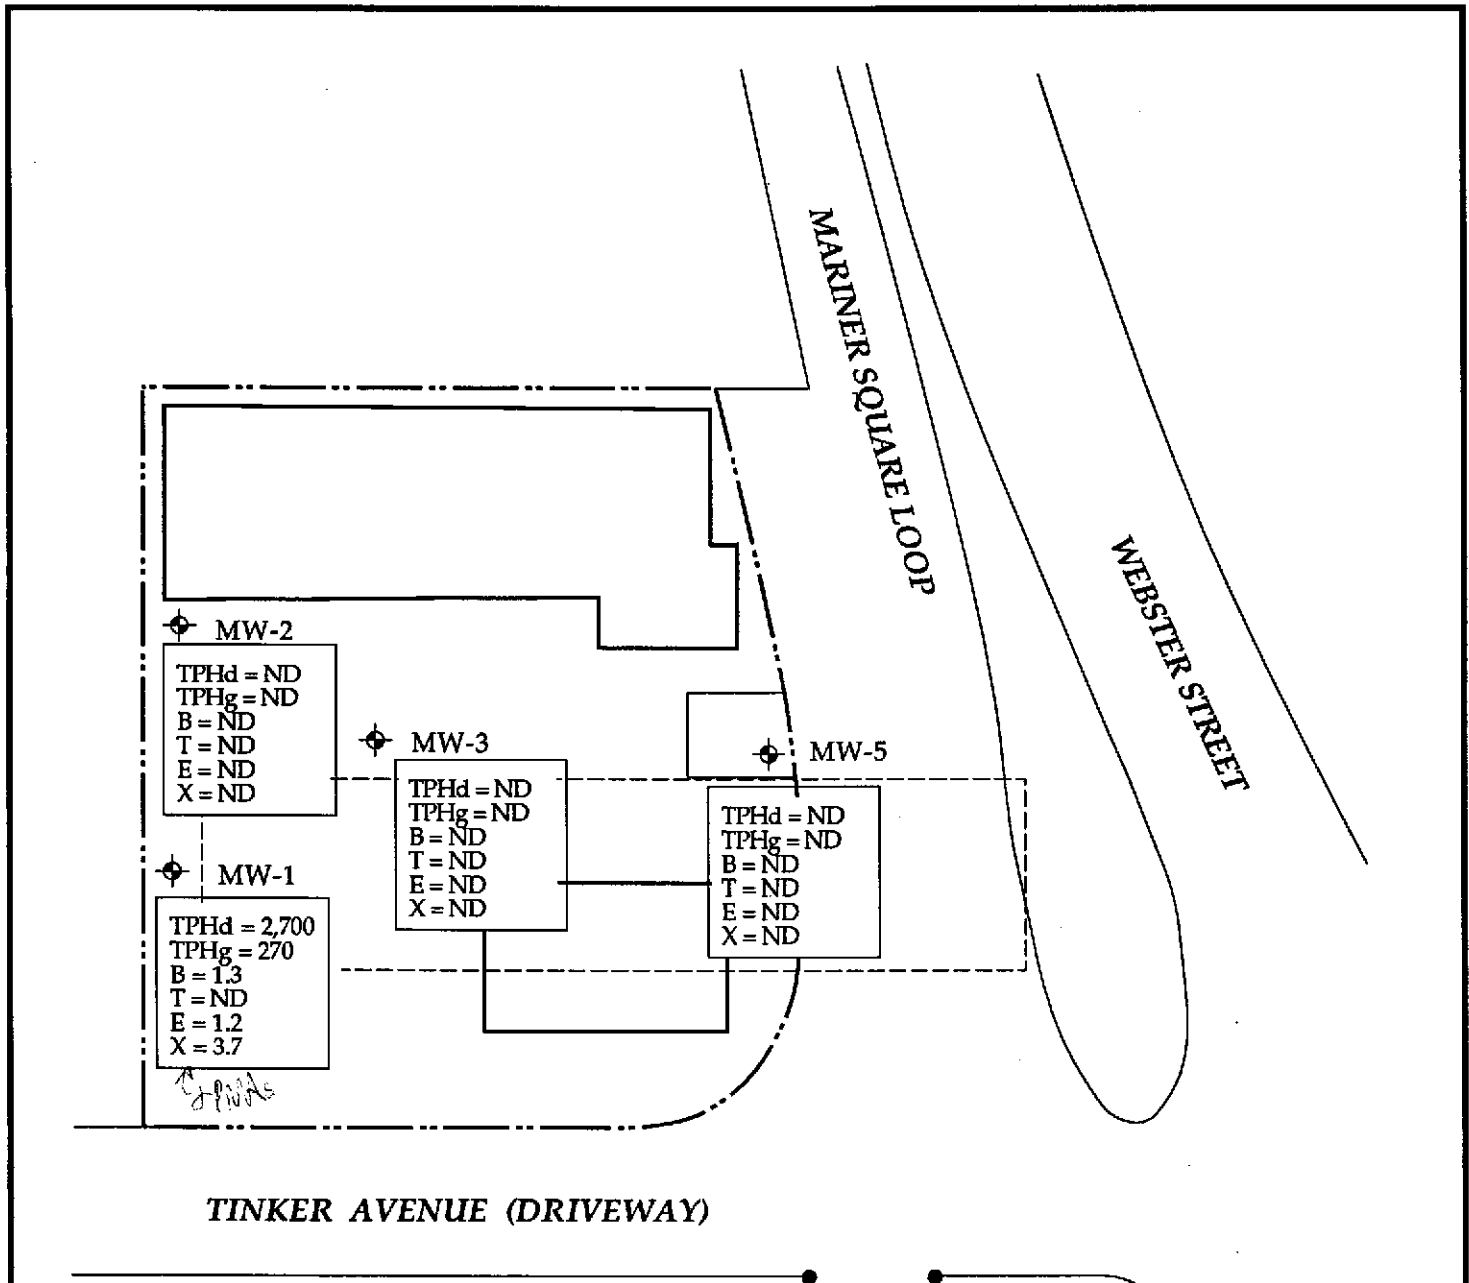 MARINER SQUARE LOOP
WEBSTER STREET
MW-2
TPHd = ND
TPHg = ND
B = ND
T = ND
E = ND
X = ND
MW-3
TPHd = ND
TPHg = ND
B = ND
T = ND
E = ND
X = ND
MW-5
TPHd = ND
TPHg = ND
B = ND
T = ND
E = ND
X = ND
MW-1
TPHd = 2,700
TPHg = 270
B = 1.3
T = ND
E = 1.2
X = 3.7
TINKER AVENUE (DRIVEWAY)